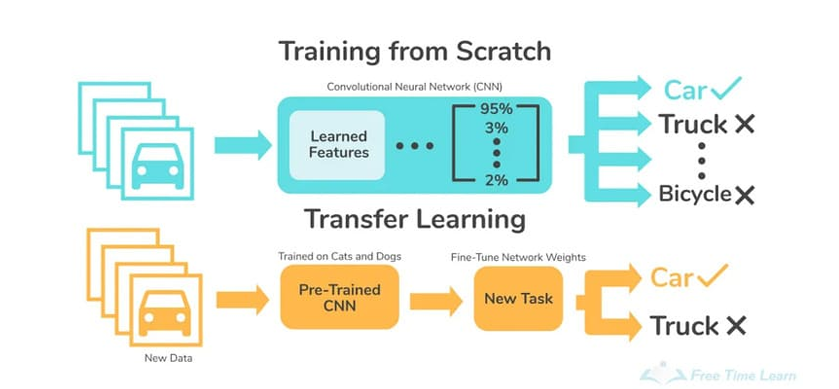 Training from Scratch
Convolutional Neural Network (CNN)
Learned
Features
95%
3%
2%
Car
Truck
Bicycle
Transfer Learning
Trained on Cats and Dogs
Fine-Tune Network Weights
Pre-Trained
CNN
New Task
Car
Truck
New Data
Free Time Learn